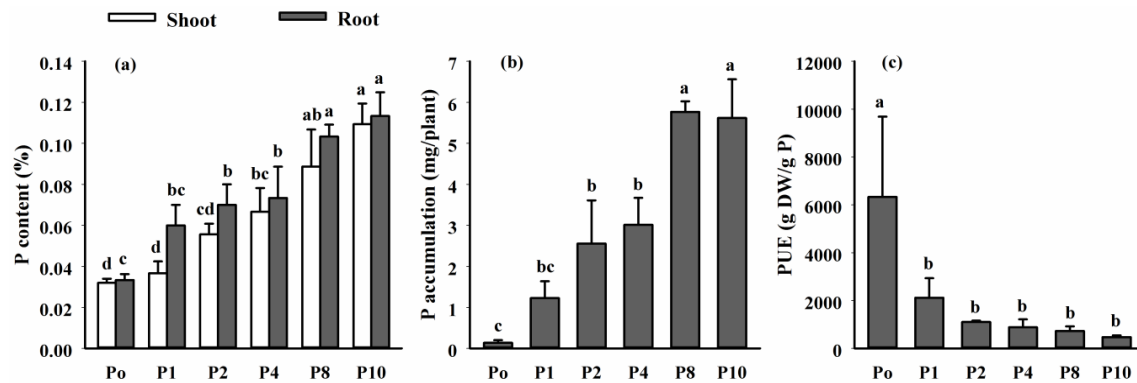 Shoot Root
(a)
P content (%)
0.14
0.12
0.10
0.08
0.06
0.04
0.02
0.00
d c d bc cd b bc b ab a a a
Po P1 P2 P4 P8 P10
(b)
P accumulation (mg/plant)
7
6
5
4
3
2
1
0
c bc b b a a
Po P1 P2 P4 P8 P10
(c)
PUE (g DW/g P)
12000
10000
12000
8000
6000
4000
2000
0
a b b b b b
Po P1 P2 P4 P8 P10